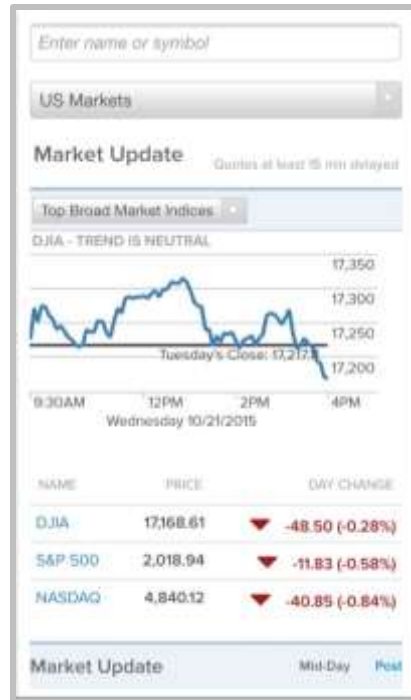 Enter name or symbol
US Markets
Market Update Quotes at least 15 min delayed
Top Broad Market Indices
DJIA - TREND IS NEUTRAL
17,350
17,300
17,250
Tuesday's Close: 17,217.1
17,200
9:30AM 12PM 2PM 4PM
Wednesday 10/21/2015
NAME PRICE DAY CHANGE
DJIA 17,168.61 -48.50 (-0.28%)
S&P 500 2,018.94 -11.83 (-0.58%)
NASDAQ 4,840.12 -40.85 (-0.84%)
Market Update Mid-Day Post